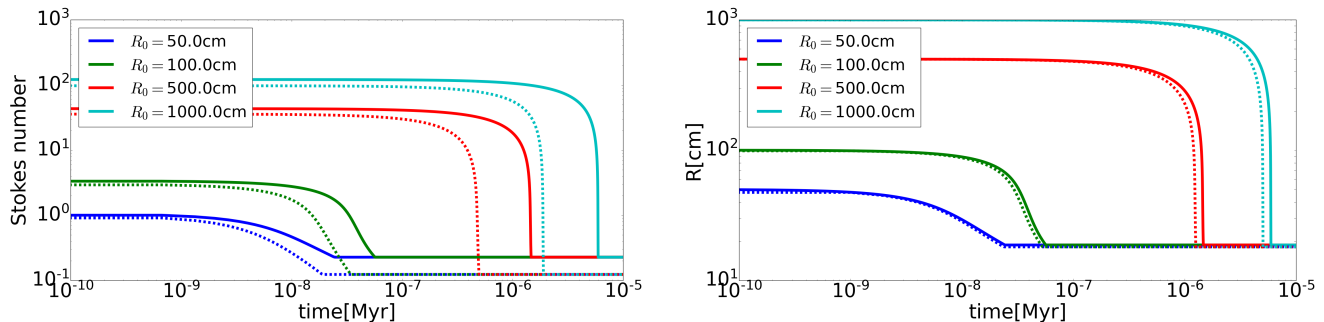 Stokes number
10^3
10^2
10^1
10^0
10^-1
R_0 = 50.0cm
R_0 = 100.0cm
R_0 = 500.0cm
R_0 = 1000.0cm
10^-10
10^-9
10^-8
10^-7
10^-6
10^-5
time[Myr]
R[cm]
10^3
10^2
10^1
R_0 = 50.0cm
R_0 = 100.0cm
R_0 = 500.0cm
R_0 = 1000.0cm
10^-10
10^-9
10^-8
10^-7
10^-6
10^-5
time[Myr]